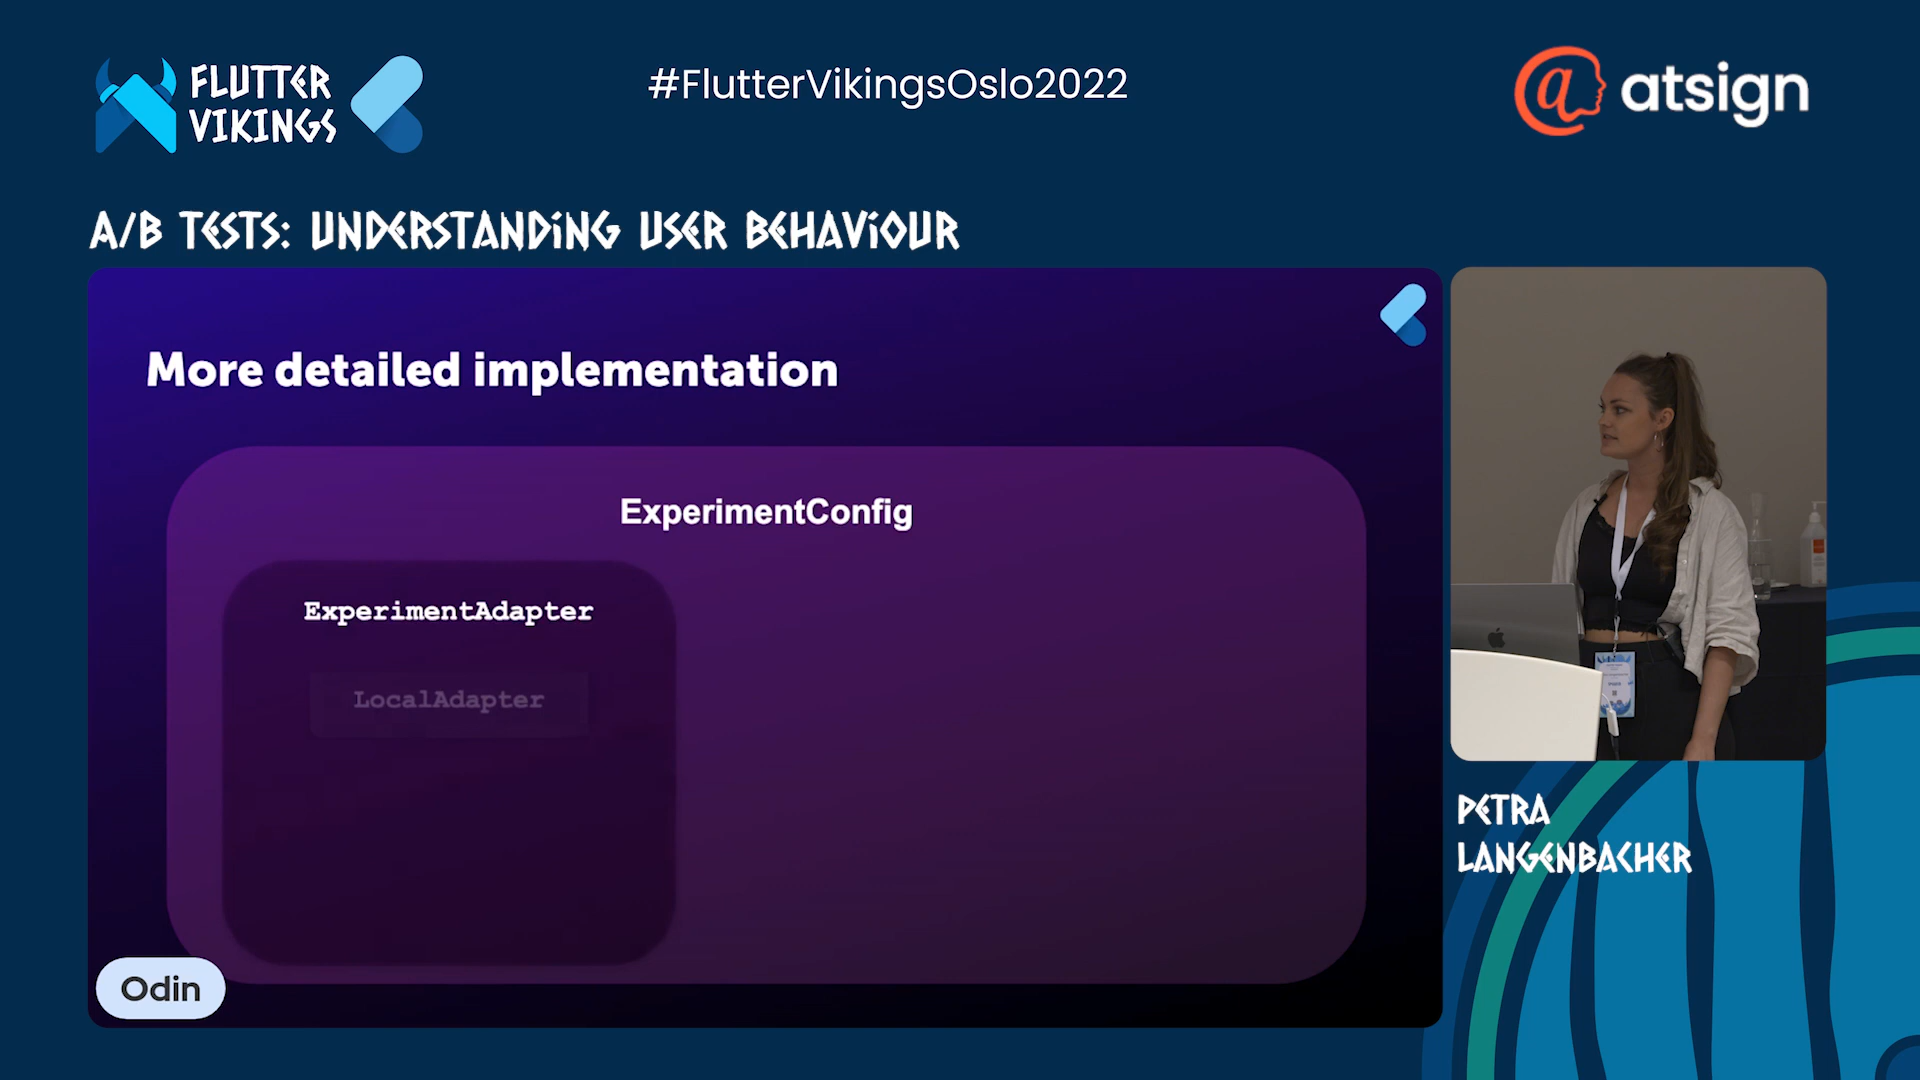 FLUTTER
VIKINGS
#FlutterVikingsOslo2022
@ atsign
A/B TESTS: UNDERSTANDING USER BEHAVIOUR
More detailed implementation
ExperimentConfig
ExperimentAdapter
LocalAdapter
Odin
PETRA
LANGENBACHER